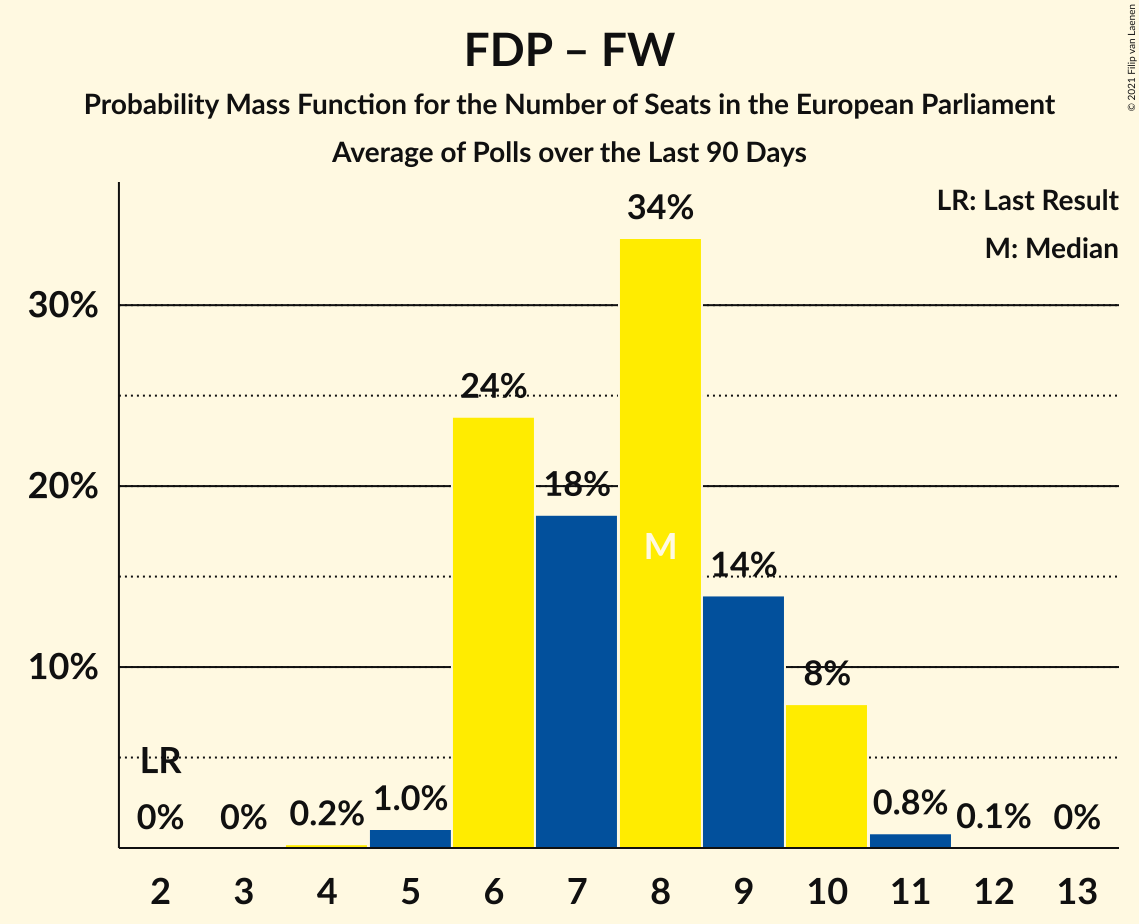 FDP – FW
Probability Mass Function for the Number of Seats in the European Parliament
Average of Polls over the Last 90 Days
© 2021 Filip van Laenen
LR: Last Result
M: Median
34%
30%
24%
20%
18%
M
14%
10%
8%
LR
0%
0%
0.2%
1.0%
0.8%
0.1%
0%
2 3 4 5 6 7 8 9 10 11 12 13